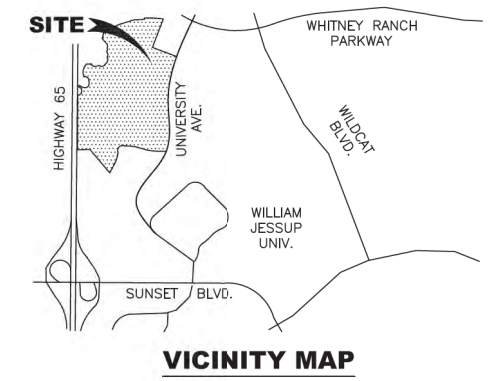 SITE
WHITNEY RANCH
PARKWAY
HIGHWAY 65
UNIVERSITY
AVE.
WILDCAT
BLVD.
WILLIAM
JESSUP
UNIV.
SUNSET BLVD.
VICINITY MAP